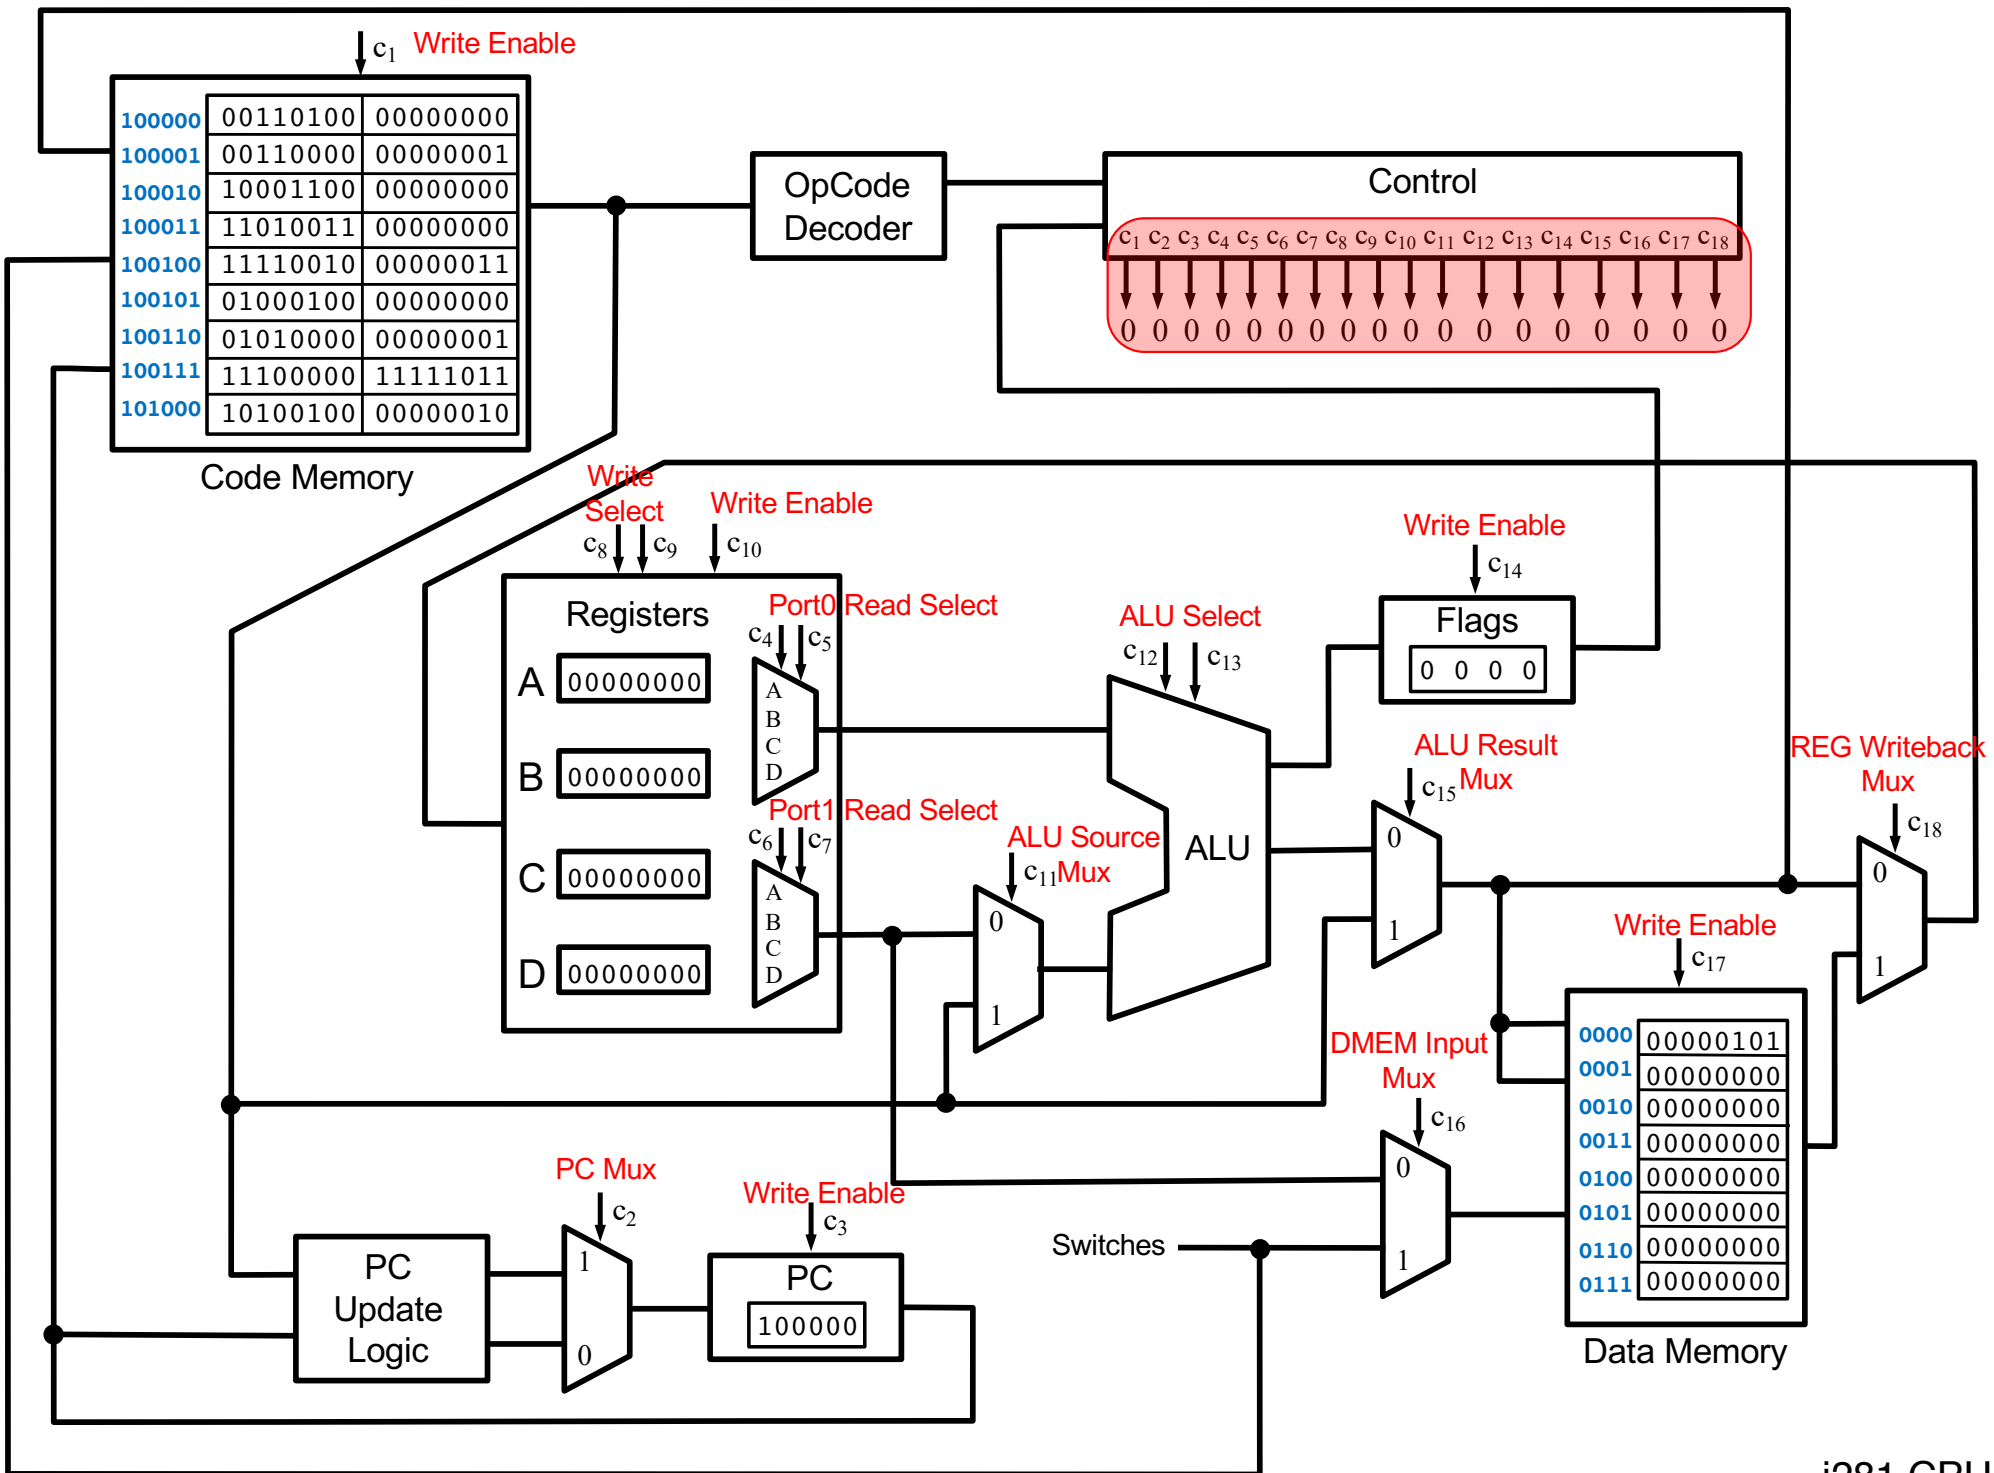 c1 Write Enable
100000 00110100 00000000
100001 00110000 00000001
100010 10001100 00000000
100011 11010011 00000000
100100 11110010 00000011
100101 01000100 00000000
100110 01010000 00000001
100111 11100000 11111011
101000 10100100 00000010
Code Memory
OpCode
Decoder
Control
c1 c2 c3 c4 c5 c6 c7 c8 c9 c10 c11 c12 c13 c14 c15 c16 c17 c18
0 0 0 0 0 0 0 0 0 0 0 0 0 0 0 0 0 0
Write
Select
c8 c9
Write Enable
c10
Registers
A 00000000
B 00000000
C 00000000
D 00000000
Port0 Read Select
c4 c5
A
B
C
D
Port1 Read Select
c6 c7
A
B
C
D
ALU Source
Mux
c11
0
1
ALU Select
c12 c13
ALU
Write Enable
c14
Flags
0 0 0 0
ALU Result
Mux
c15
0
1
REG Writeback
Mux
c18
0
1
Write Enable
c17
0000 00000101
0001 00000000
0010 00000000
0011 00000000
0100 00000000
0101 00000000
0110 00000000
0111 00000000
Data Memory
DMEM Input
Mux
c16
0
1
Switches
PC
Update
Logic
PC Mux
c2
1
0
Write Enable
c3
PC
100000
i281 CPU